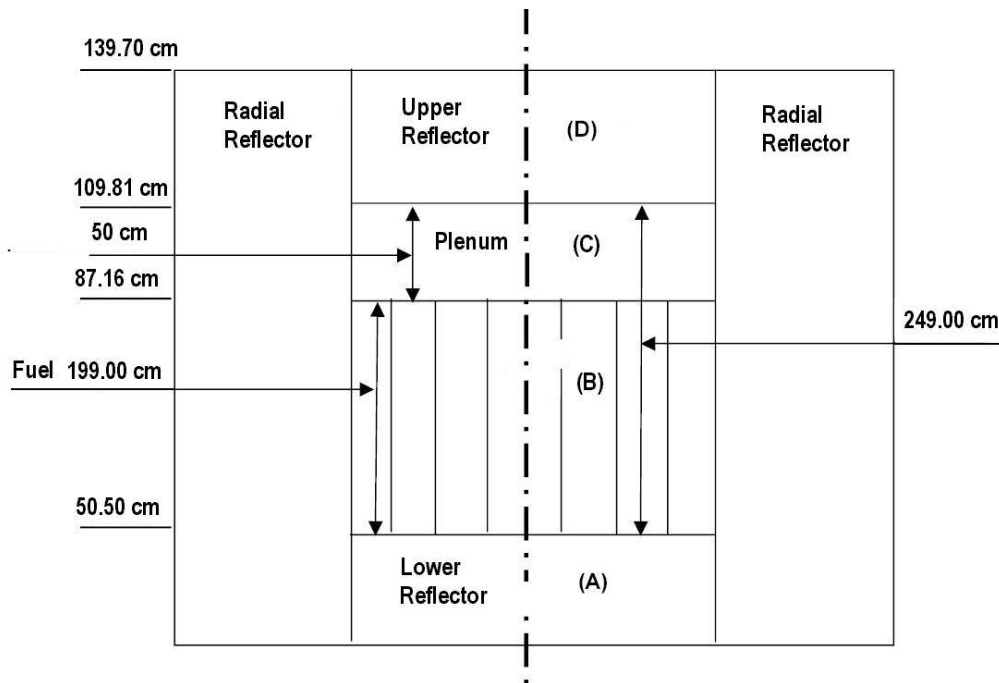 139.70 cm
Radial
Reflector
Upper
Reflector
(D)
Radial
Reflector
109.81 cm
50 cm
Plenum
(C)
87.16 cm
249.00 cm
Fuel 199.00 cm
(B)
50.50 cm
Lower
Reflector
(A)